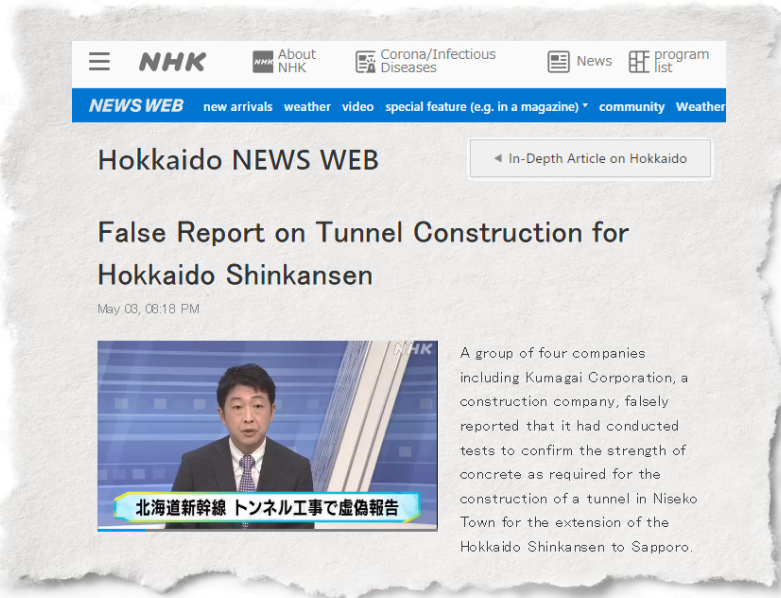 NHK
NHK About NHK
Corona/Infectious Diseases
News
program list
NEWS WEB new arrivals weather video special feature (e.g. in a magazine) community Weather
Hokkaido NEWS WEB
In-Depth Article on Hokkaido
False Report on Tunnel Construction for
Hokkaido Shinkansen
May 03, 08:18 PM
NHK
北海道新幹線 トンネル工事で虚偽報告
A group of four companies
including Kumagai Corporation, a
construction company, falsely
reported that it had conducted
tests to confirm the strength of
concrete as required for the
construction of a tunnel in Niseko
Town for the extension of the
Hokkaido Shinkansen to Sapporo.